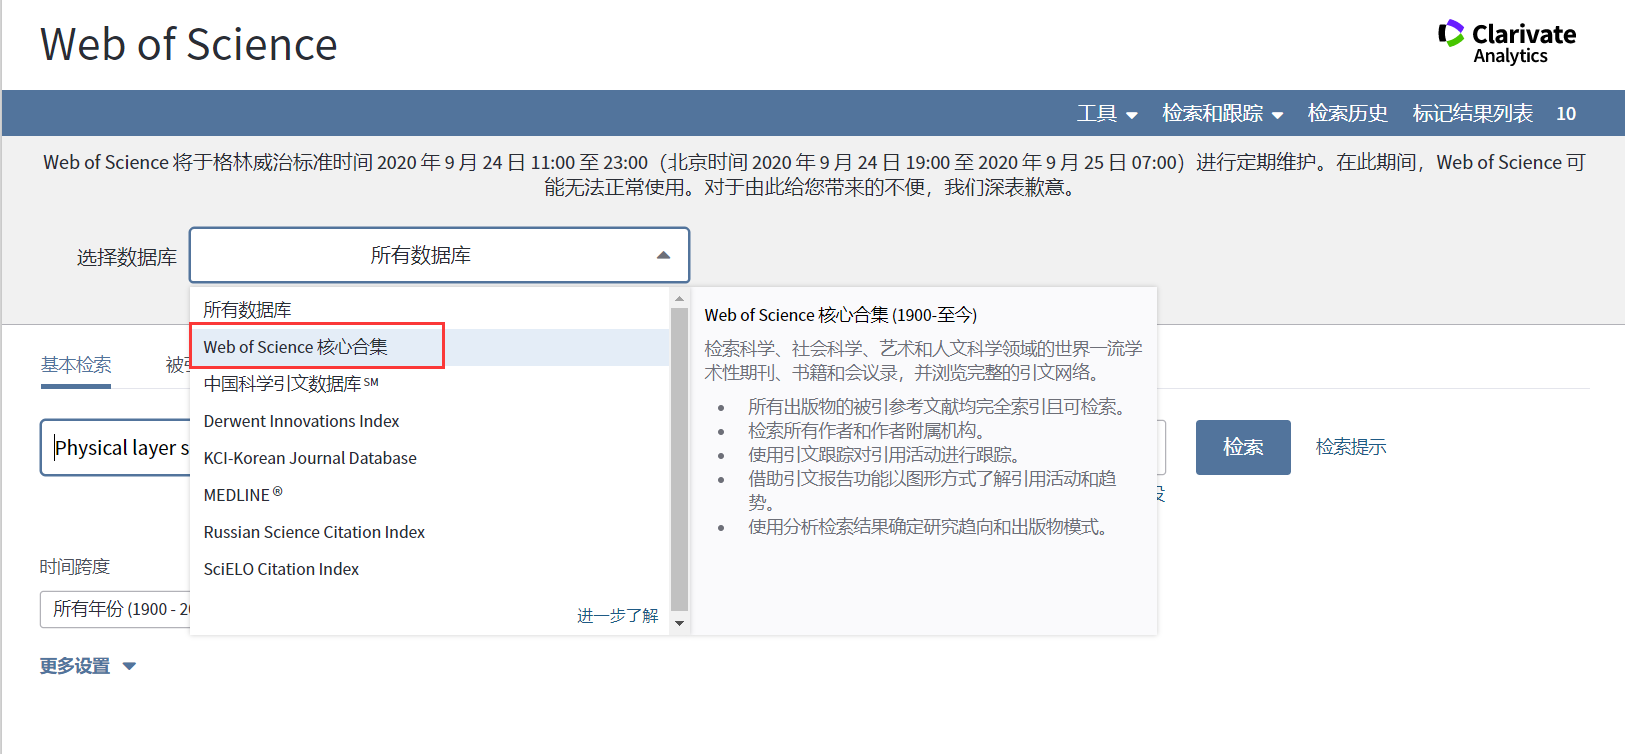 Web of Science
Clarivate
Analytics
工具
检索和跟踪
检索历史
标记结果列表
10
Web of Science 将于格林威治标准时间 2020 年 9 月 24 日 11:00 至 23:00（北京时间 2020 年 9 月 24 日 19:00 至 2020 年 9 月 25 日 07:00）进行定期维护。在此期间，Web of Science 可
能无法正常使用。对于由此给您带来的不便，我们深表歉意。
选择数据库
所有数据库
所有数据库
Web of Science 核心合集
中国科学引文数据库℠
Derwent Innovations Index
KCI-Korean Journal Database
MEDLINE®
Russian Science Citation Index
SciELO Citation Index
进一步了解
Web of Science 核心合集 (1900-至今)
检索科学、社会科学、艺术和人文科学领域的世界一流学
术性期刊、书籍和会议录，并浏览完整的引文网络。
• 所有出版物的被引参考文献均完全索引且可检索。
• 检索所有作者和作者附属机构。
• 使用引文跟踪对引用活动进行跟踪。
• 借助引文报告功能以图形方式了解引用活动和趋
势。
• 使用分析检索结果确定研究趋向和出版物模式。
基本检索
被
Physical layer s
检索
检索提示
时间跨度
所有年份 (1900 - 2
更多设置